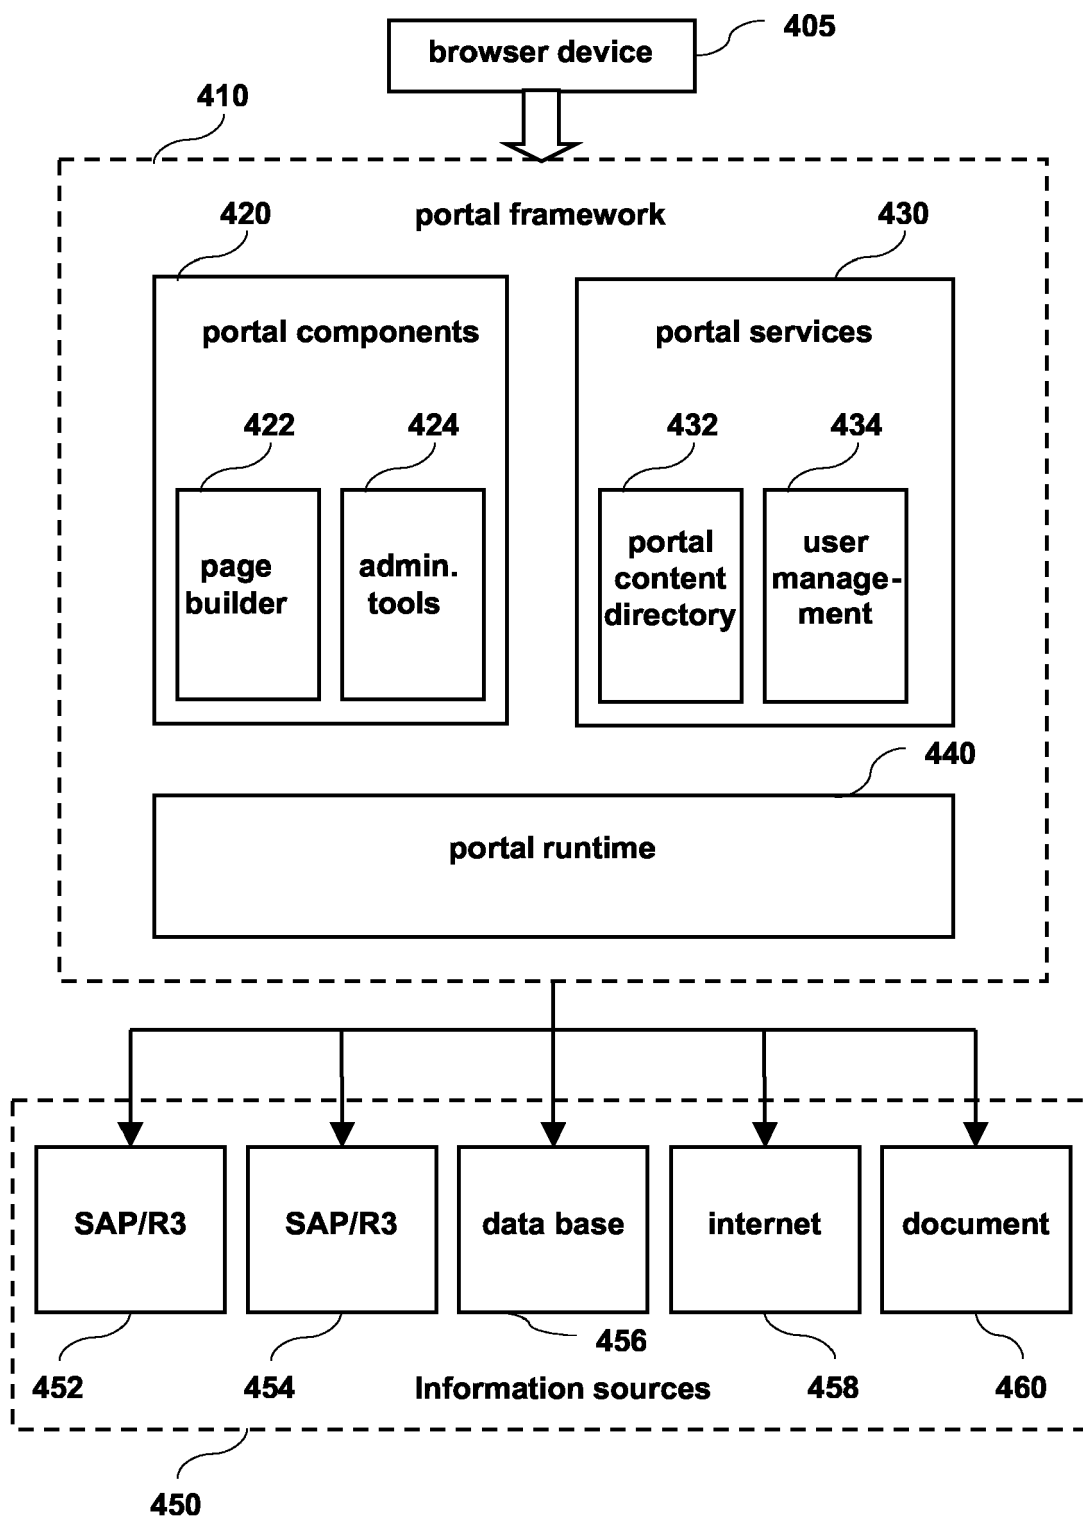 405
browser device
410
420
portal framework
430
portal components
portal services
422
424
432
434
page
builder
admin.
tools
portal
content
directory
user
manage-
ment
440
portal runtime
SAP/R3
SAP/R3
data base
internet
document
456
452
454
Information sources
458
460
450